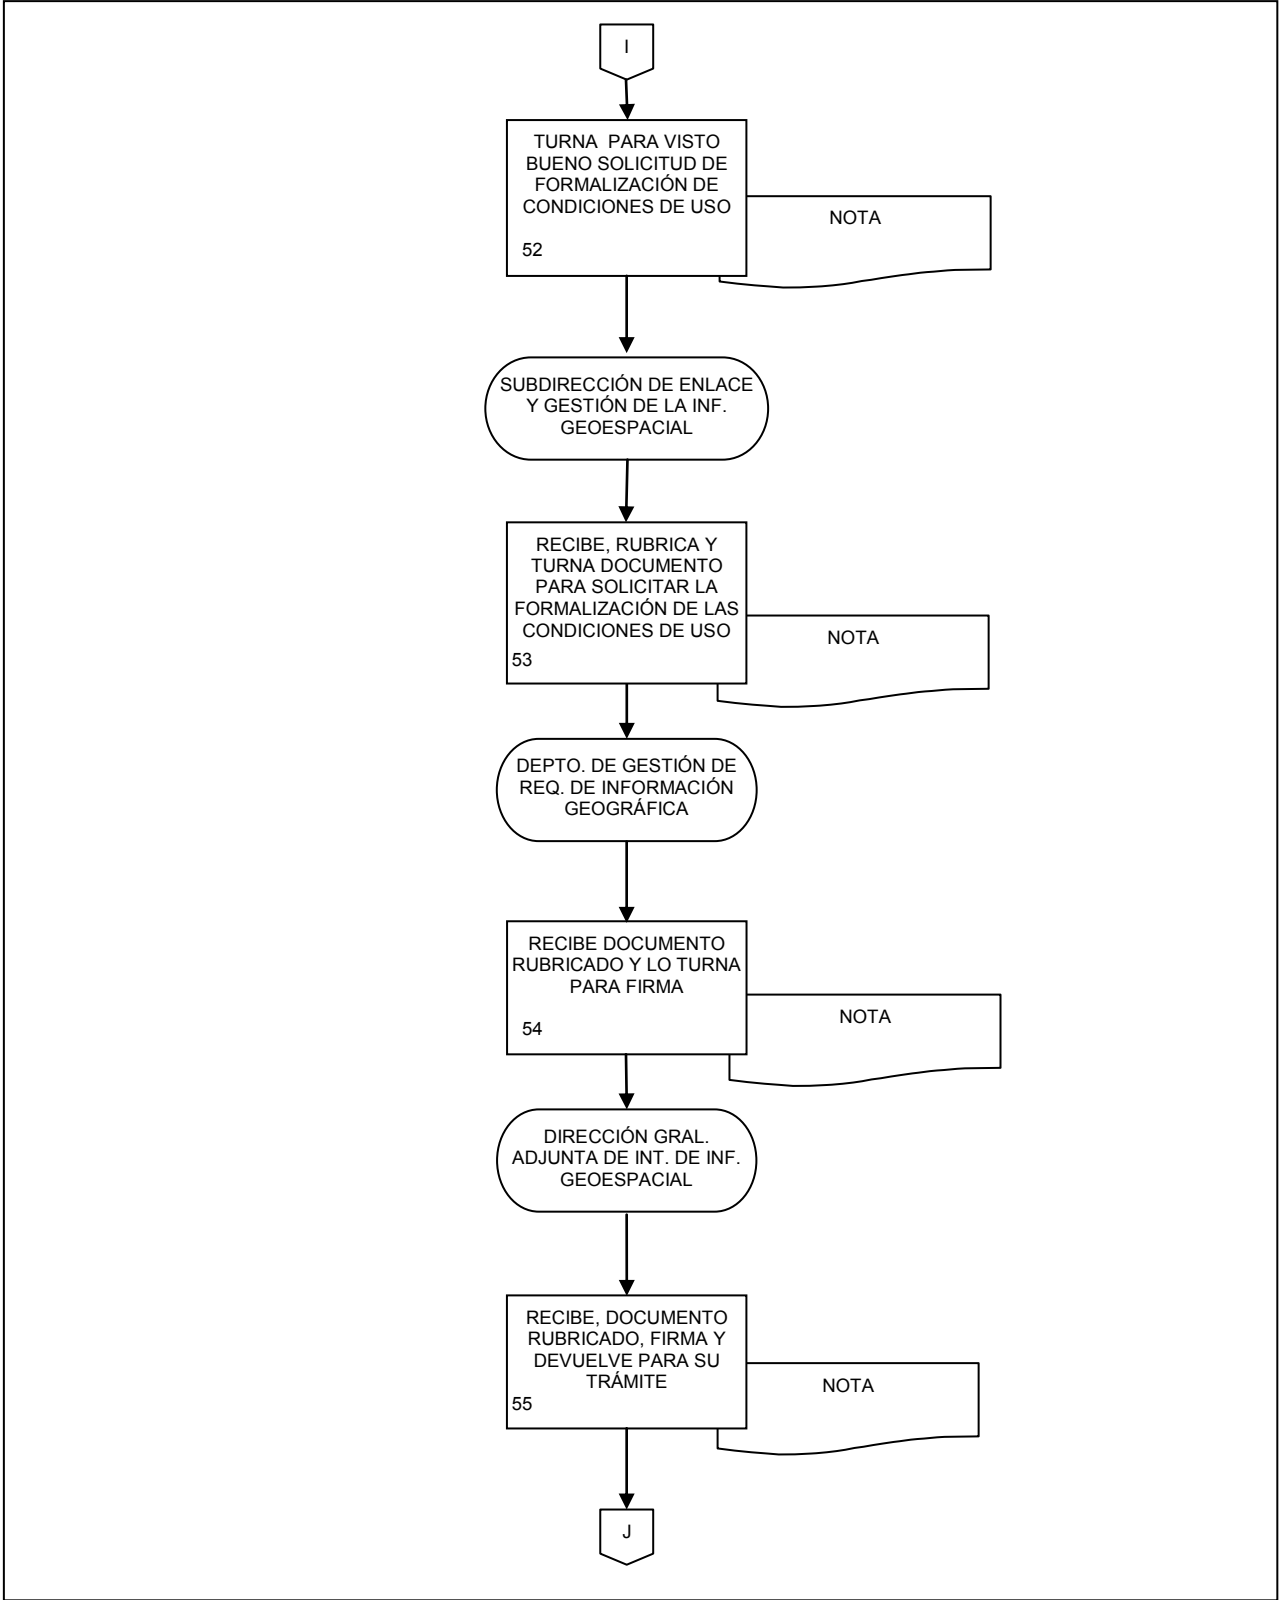 I
TURNA PARA VISTO
BUENO SOLICITUD DE
FORMALIZACIÓN DE
CONDICIONES DE USO
52
NOTA
SUBDIRECCIÓN DE ENLACE
Y GESTIÓN DE LA INF.
GEOESPACIAL
RECIBE, RUBRICA Y
TURNA DOCUMENTO
PARA SOLICITAR LA
FORMALIZACIÓN DE LAS
CONDICIONES DE USO
53
NOTA
DEPTO. DE GESTIÓN DE
REQ. DE INFORMACIÓN
GEOGRÁFICA
RECIBE DOCUMENTO
RUBRICADO Y LO TURNA
PARA FIRMA
54
NOTA
DIRECCIÓN GRAL.
ADJUNTA DE INT. DE INF.
GEOESPACIAL
RECIBE, DOCUMENTO
RUBRICADO, FIRMA Y
DEVUELVE PARA SU
TRÁMITE
55
NOTA
J